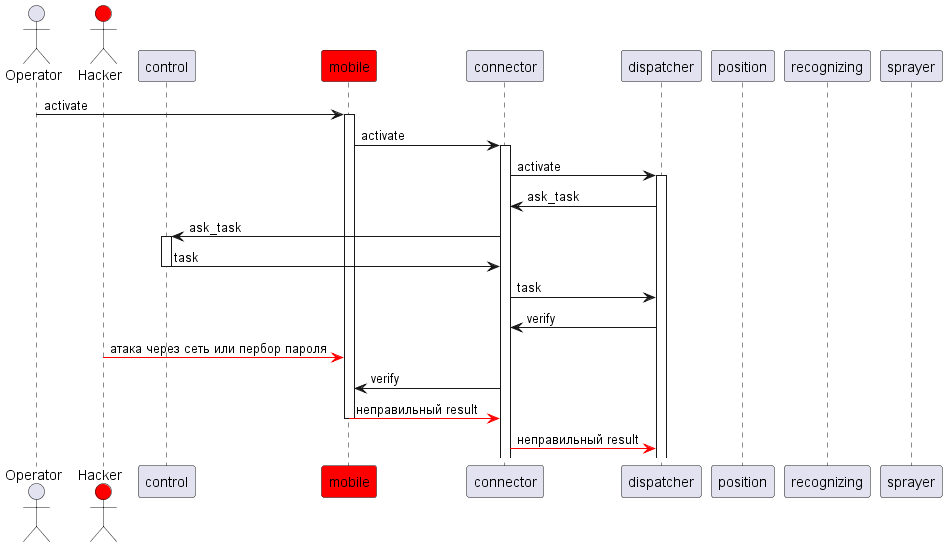 Operator
Hacker
control
mobile
connector
dispatcher
position
recognizing
sprayer
activate
activate
activate
ask_task
ask_task
task
task
verify
атака через сеть или пербор пароля
verify
неправильный result
неправильный result
Operator
Hacker
control
mobile
connector
dispatcher
position
recognizing
sprayer